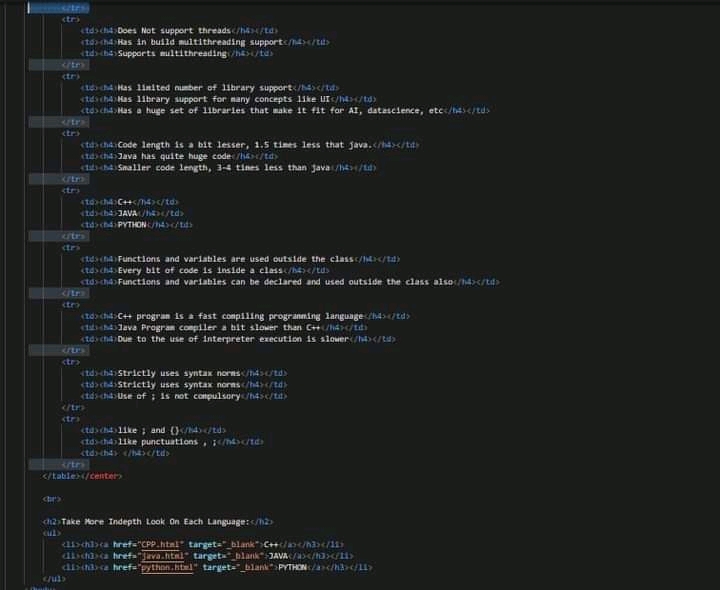 </tr>
<tr>
<td><h4>Does Not support threads</h4></td>
<td><h4>Has in build multithreading support</h4></td>
<td><h4>Supports multithreading</h4></td>
</tr>
<tr>
<td><h4>Has limited number of library support</h4></td>
<td><h4>Has library support for many concepts like UI</h4></td>
<td><h4>Has a huge set of libraries that make it fit for AI, datascience, etc</h4></td>
</tr>
<tr>
<td><h4>Code length is a bit lesser, 1.5 times less that java.</h4></td>
<td><h4>Java has quite huge code</h4></td>
<td><h4>Smaller code length, 3-4 times less than java</h4></td>
</tr>
<tr>
<td><h4>C++</h4></td>
<td><h4>JAVA</h4></td>
<td><h4>PYTHON</h4></td>
</tr>
<tr>
<td><h4>Functions and variables are used outside the class</h4></td>
<td><h4>Every bit of code is inside a class</h4></td>
<td><h4>Functions and variables can be declared and used outside the class also</h4></td>
</tr>
<tr>
<td><h4>C++ program is a fast compiling programming language</h4></td>
<td><h4>Java Program compiler a bit slower than C++</h4></td>
<td><h4>Due to the use of interpreter execution is slower</h4></td>
</tr>
<tr>
<td><h4>Strictly uses syntax norms</h4></td>
<td><h4>Strictly uses syntax norms</h4></td>
<td><h4>Use of ; is not compulsory</h4></td>
</tr>
<tr>
<td><h4>like ; and {}</h4></td>
<td><h4>like punctuations , ;</h4></td>
<td><h4> </h4></td>
</tr>
</table></center>
<br>
<h2>Take More Indepth Look On Each Language:</h2>
<ul>
<li><h3><a href="CPP.html" target="_blank">C++</a></h3></li>
<li><h3><a href="java.html" target="_blank">JAVA</a></h3></li>
<li><h3><a href="python.html" target="_blank">PYTHON</a></h3></li>
</ul>
</body>